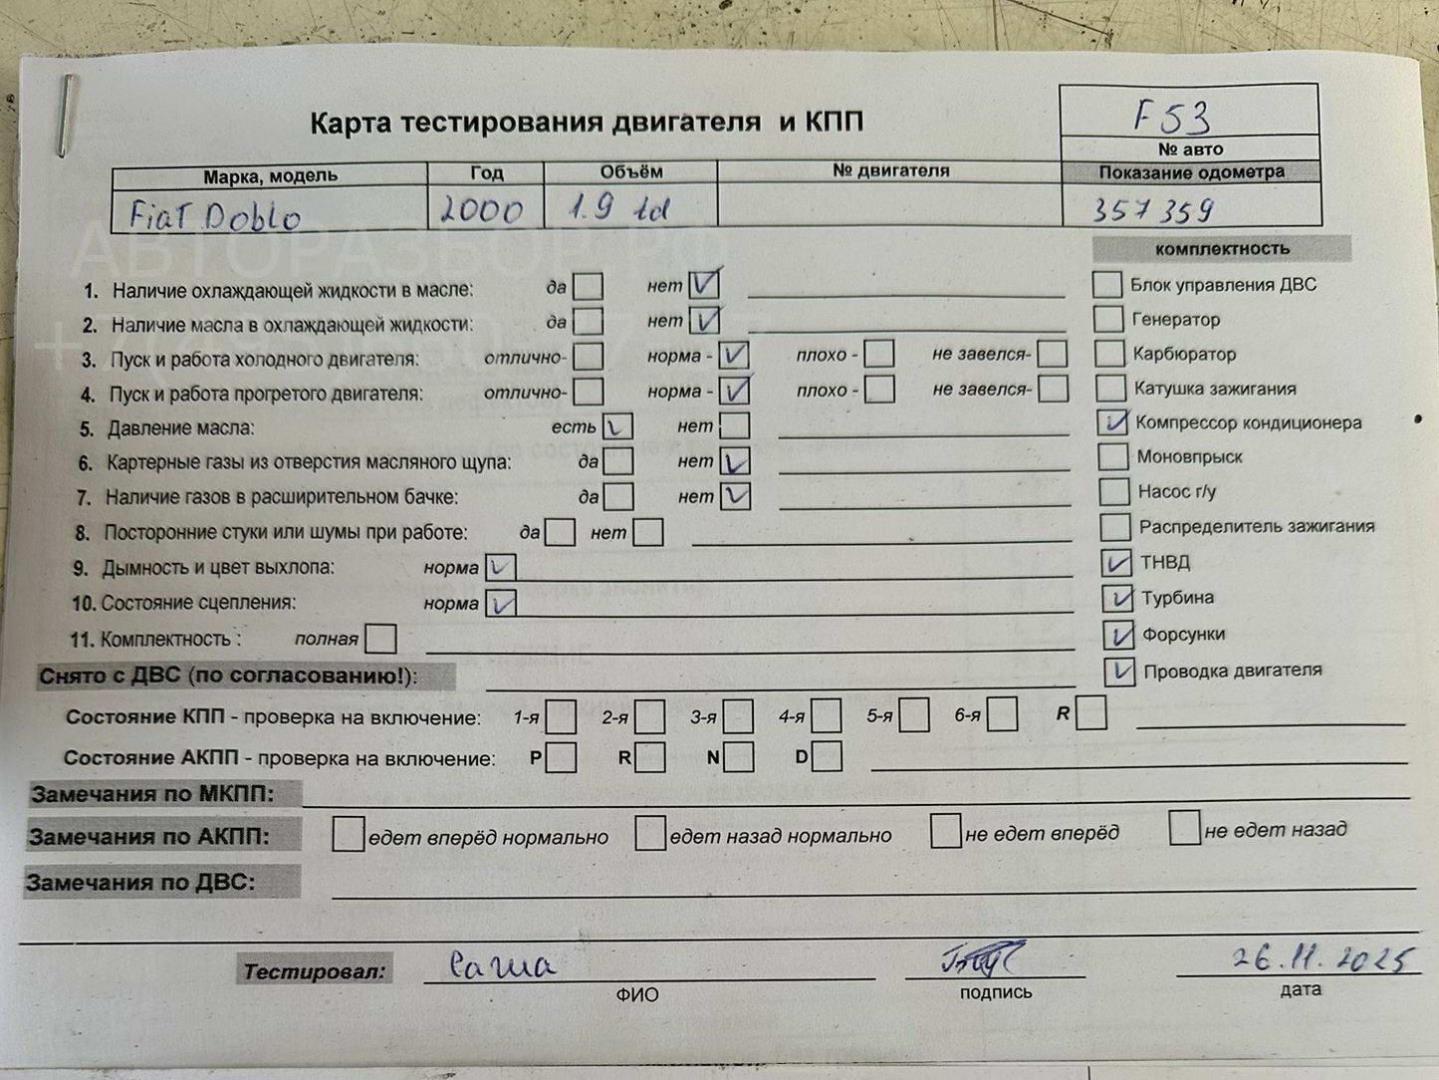 F53
Карта тестирования двигателя и КПП
№ авто
Марка, модель Год Объём № двигателя Показание одометра
Fiat Doblo 2000 1.9 td 357 359
АВТОРАЗБОР.РФ
комплектность
1. Наличие охлаждающей жидкости в масле: да нет Блок управления ДВС
2. Наличие масла в охлаждающей жидкости: да нет Генератор
3. Пуск и работа холодного двигателя: отлично- норма - плохо - не завелся- Карбюратор
4. Пуск и работа прогретого двигателя: отлично- норма - плохо - не завелся- Катушка зажигания
5. Давление масла: есть нет Компрессор кондиционера
6. Картерные газы из отверстия масляного щупа: да нет Моновпрыск
7. Наличие газов в расширительном бачке: да нет Насос г/у
8. Посторонние стуки или шумы при работе: да нет Распределитель зажигания
9. Дымность и цвет выхлопа: норма ТНВД
10. Состояние сцепления: норма Турбина
11. Комплектность : полная Форсунки
Снято с ДВС (по согласованию!): Проводка двигателя
Состояние КПП - проверка на включение: 1-я 2-я 3-я 4-я 5-я 6-я R
Состояние АКПП - проверка на включение: P R N D
Замечания по МКПП:
Замечания по АКПП: едет вперёд нормально едет назад нормально не едет вперёд не едет назад
Замечания по ДВС:
Тестировал: Саша 26.11.2025
ФИО подпись дата